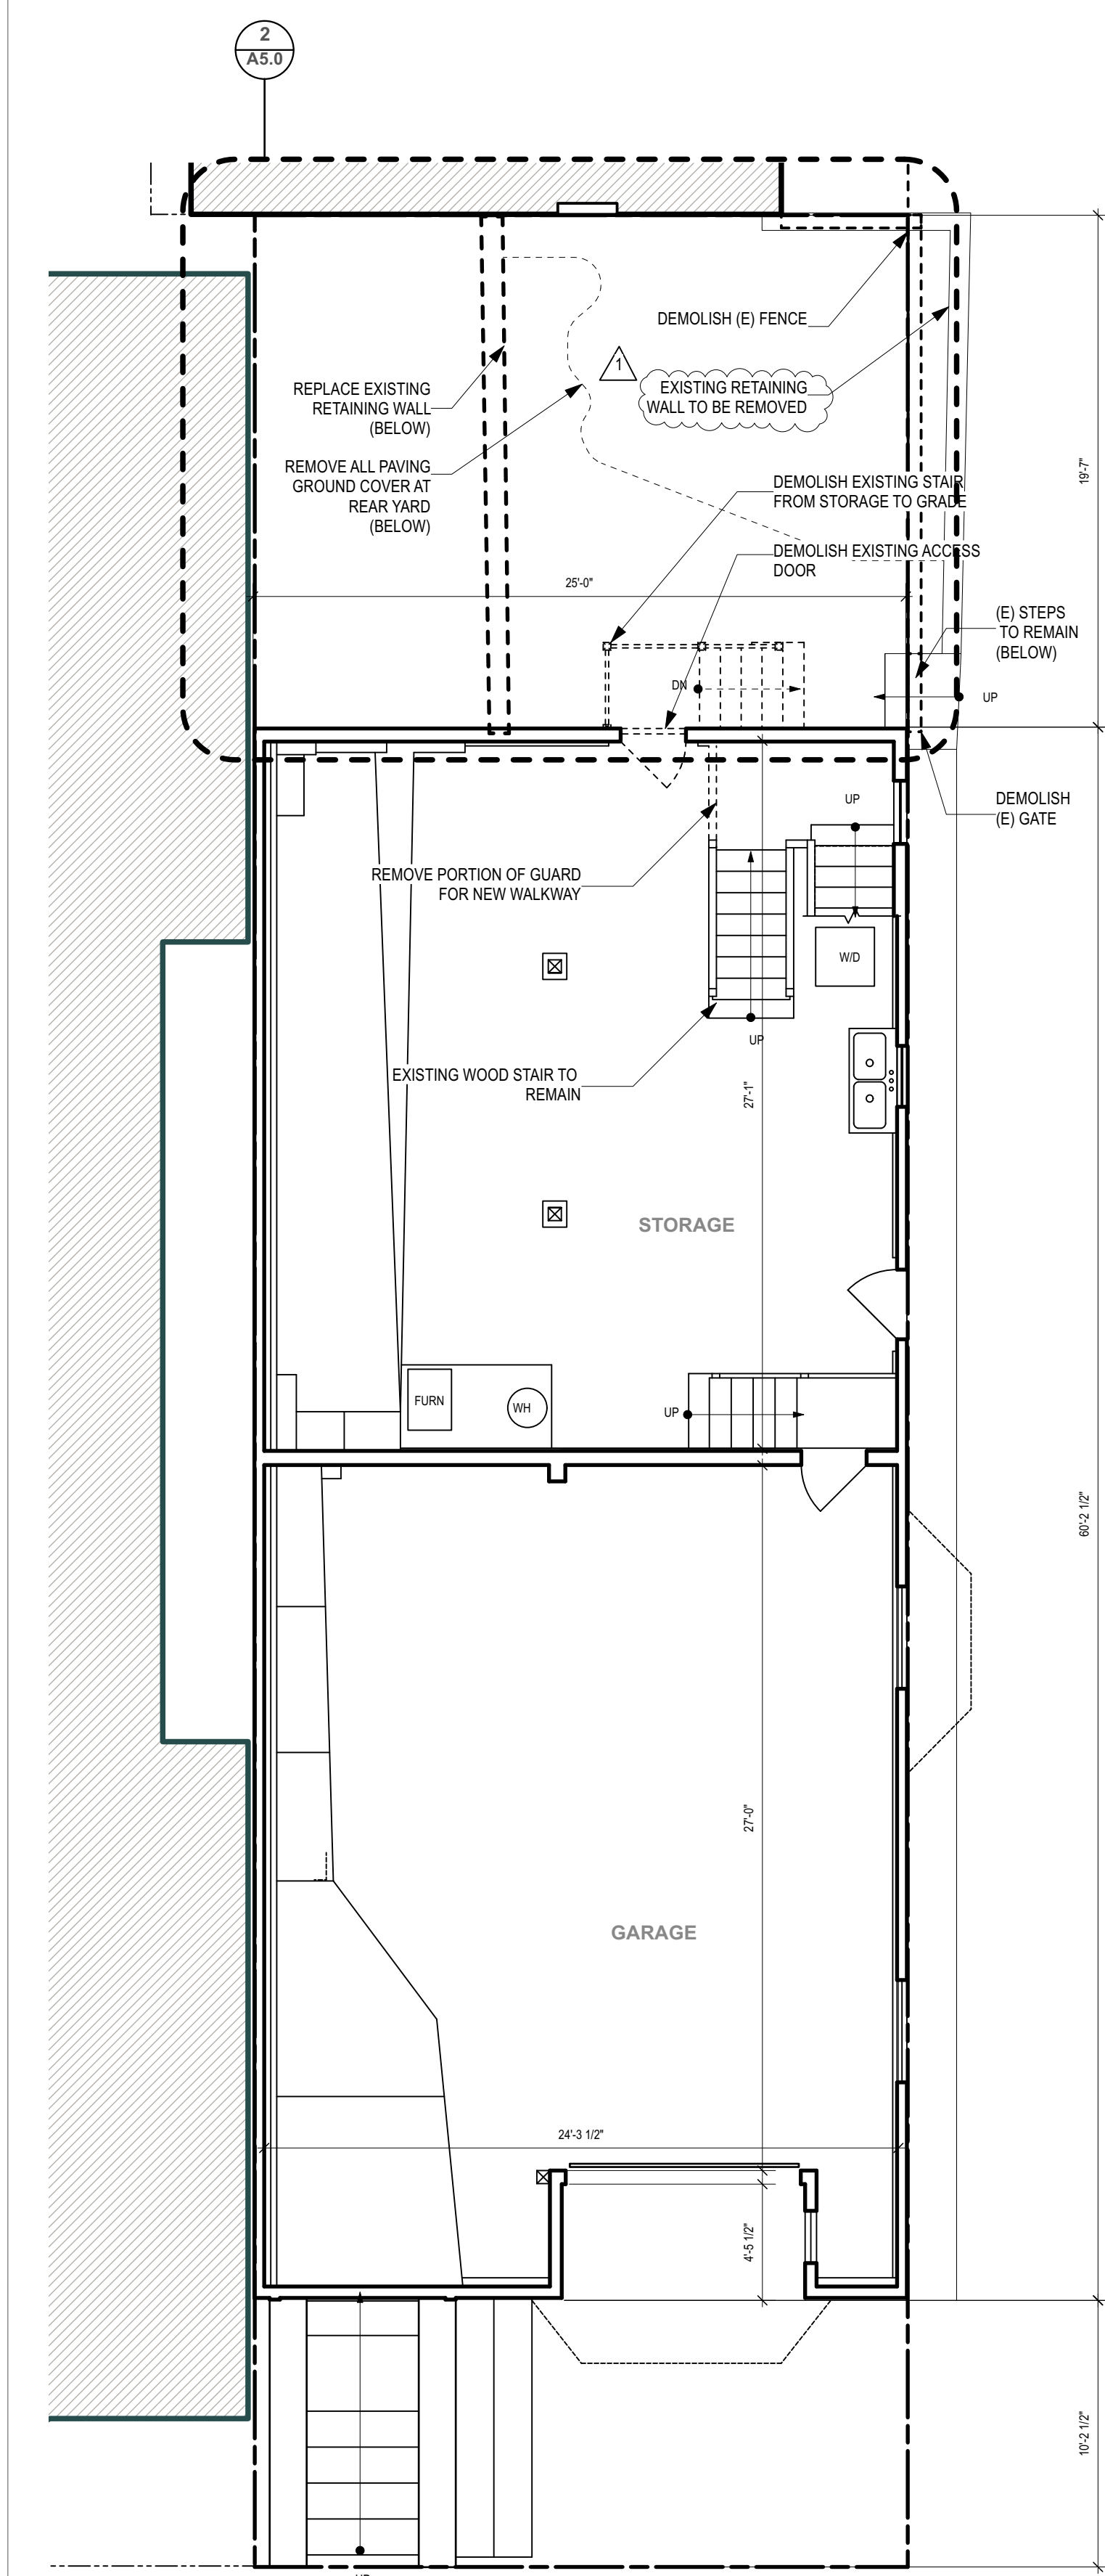 2
A5.0
DEMOLISH (E) FENCE
1
EXISTING RETAINING
WALL TO BE REMOVED
REPLACE EXISTING
RETAINING WALL
(BELOW)
REMOVE ALL PAVING
GROUND COVER AT
REAR YARD
(BELOW)
DEMOLISH EXISTING STAIR
FROM STORAGE TO GRADE
19'-7"
DEMOLISH EXISTING ACCESS
DOOR
25'-0"
(E) STEPS
TO REMAIN
(BELOW)
DN
UP
DEMOLISH
(E) GATE
UP
REMOVE PORTION OF GUARD
FOR NEW WALKWAY
W/D
UP
EXISTING WOOD STAIR TO
REMAIN
27'-1"
STORAGE
FURN
WH
UP
60'-2 1/2"
27'-0"
GARAGE
24'-3 1/2"
4'-5 1/2"
10'-2 1/2"